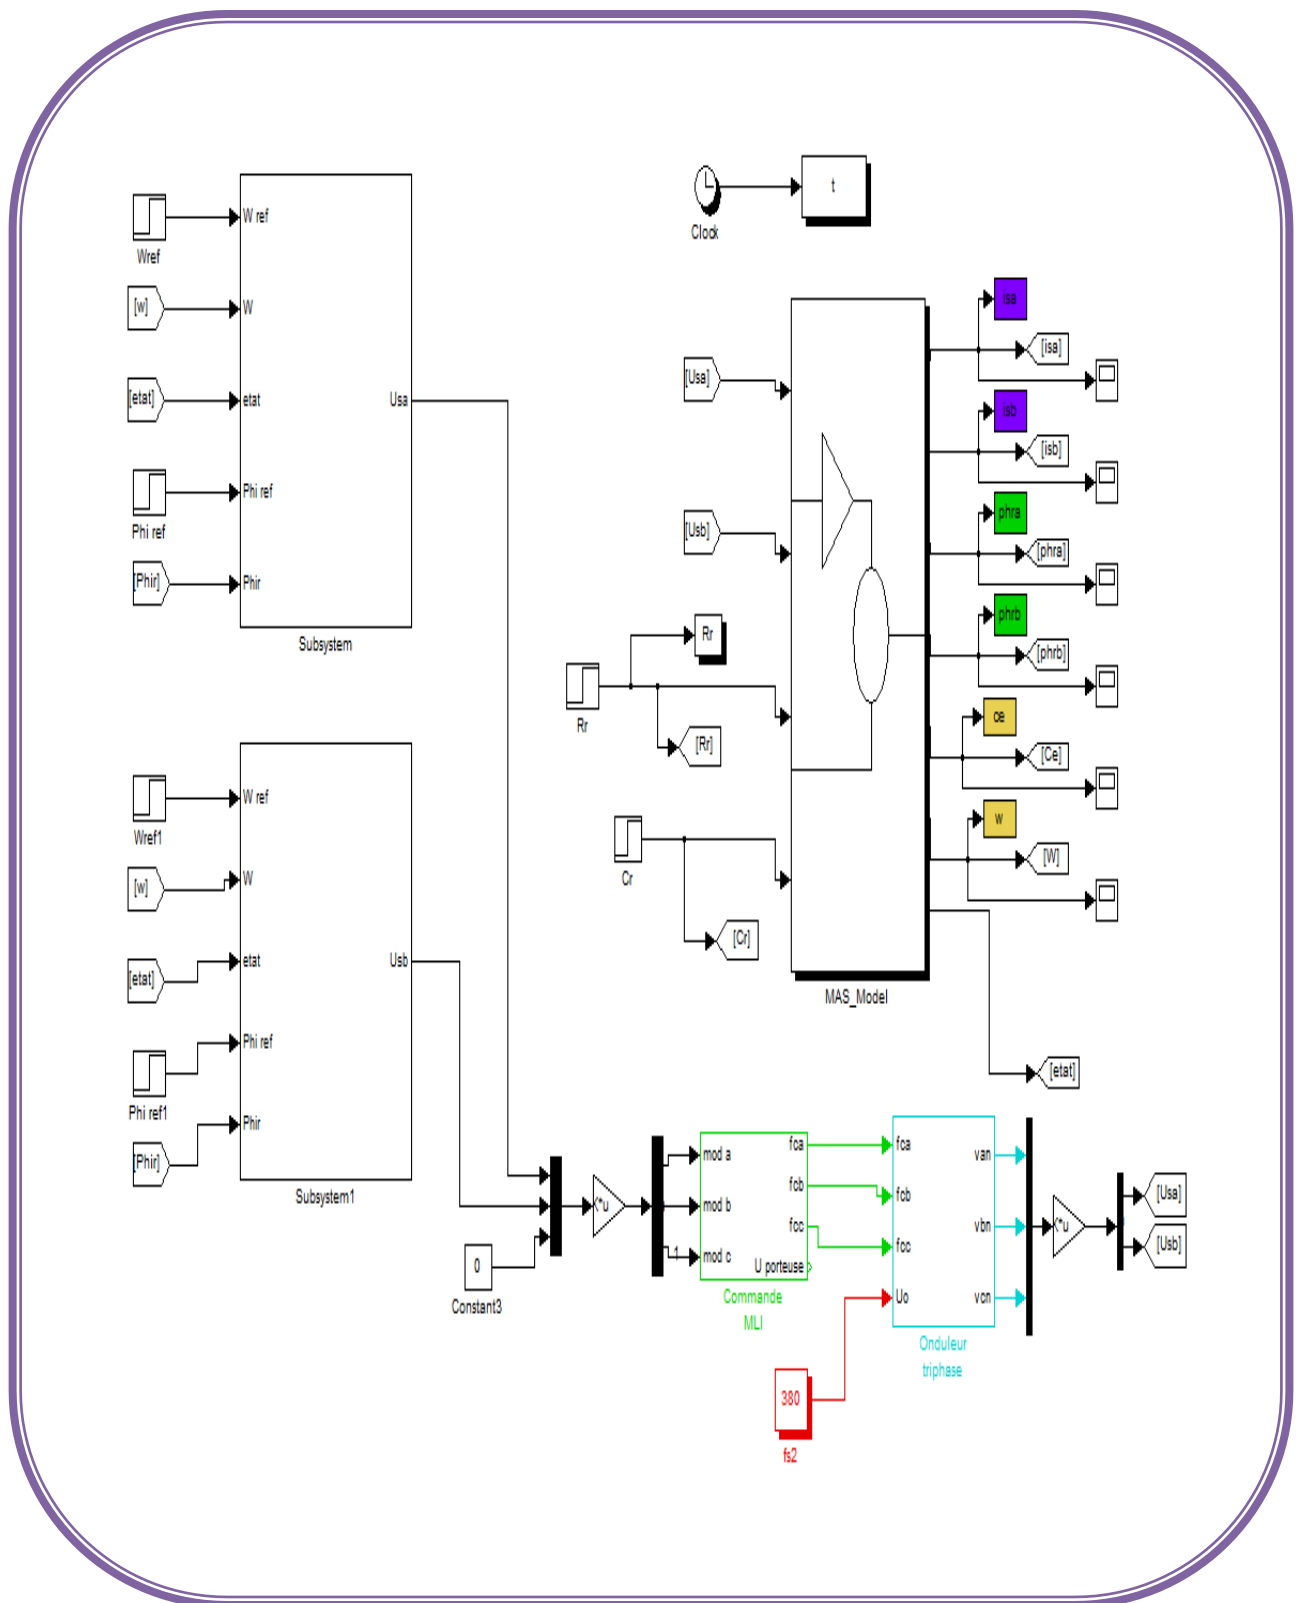 W ref
Wref
[w]
W
[etat]
etat
Usa
Phi ref
Phi ref
[Phir]
Phir
Subsystem
W ref
Wref1
[w]
W
[etat]
etat
Usb
Phi ref
Phi ref1
[Phir]
Phir
Subsystem1
0
Constant3
t
Clock
[Usa]
[Usb]
Rr
Rr
[Rr]
Cr
[Cr]
MAS_Model
isa
[isa]
isb
[isb]
phra
[phra]
phrb
[phrb]
ce
[Ce]
w
[W]
[etat]
K*u
mod a
mod b
mod c
1
fca
fcb
fcc
U porteuse
Commande
MLI
fca
fcb
fcc
Uo
van
vbn
vcn
Onduleur
triphase
380
fs2
K*u
[Usa]
[Usb]